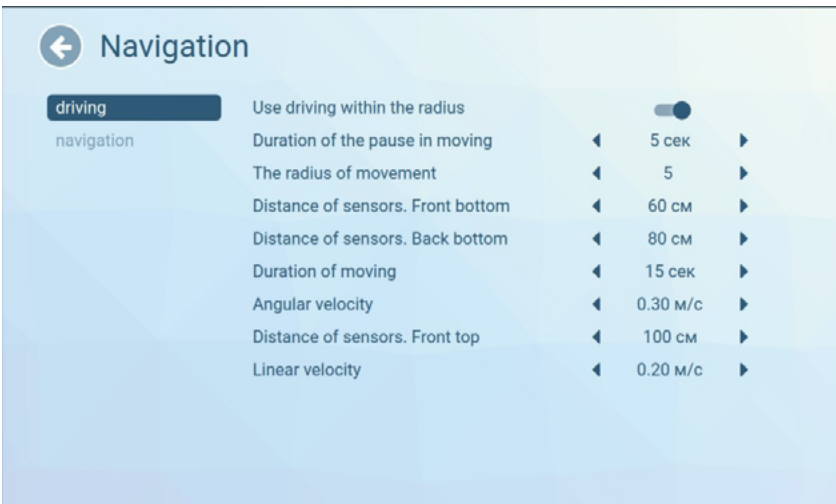 Navigation
driving
navigation
Use driving within the radius
Duration of the pause in moving 5 сек
The radius of movement 5
Distance of sensors. Front bottom 60 см
Distance of sensors. Back bottom 80 см
Duration of moving 15 сек
Angular velocity 0.30 м/с
Distance of sensors. Front top 100 см
Linear velocity 0.20 м/с